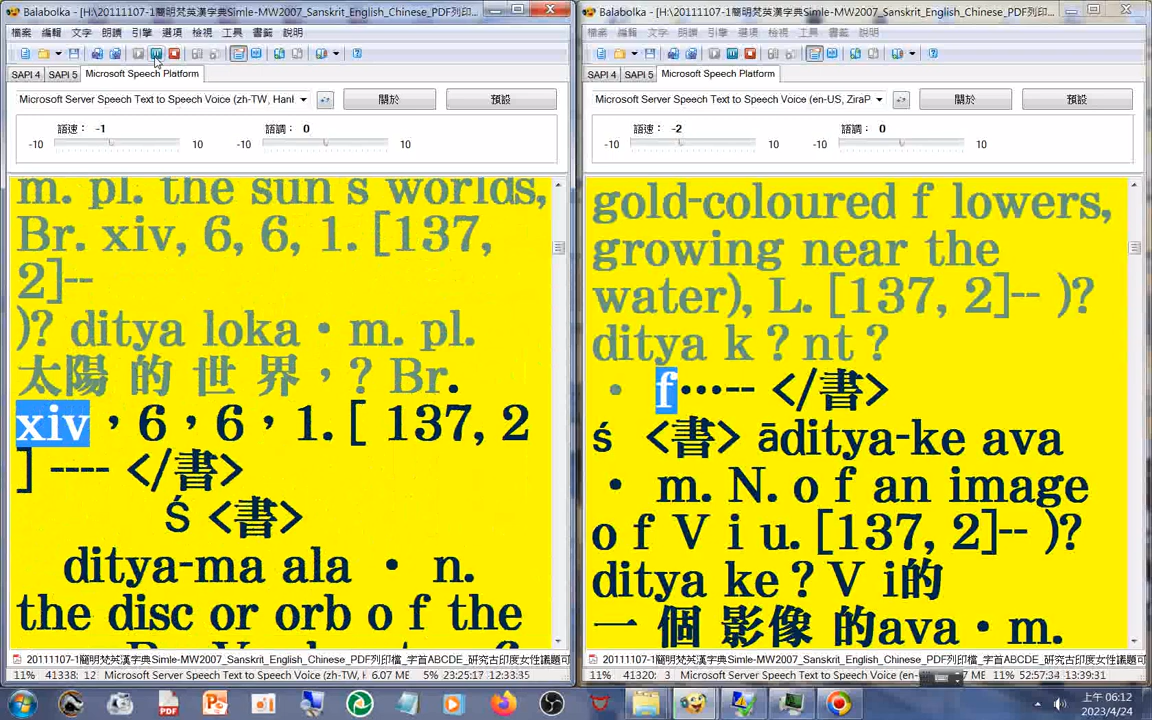 Balabolka - [H:\20111107-1簡明梵英漢字典Simle-MW2007_Sanskrit_English_Chinese_PDF列印...
檔案 編輯 文字 朗讀 引擎 選項 檢視 工具 書籤 說明
SAPI 4 SAPI 5 Microsoft Speech Platform
Microsoft Server Speech Text to Speech Voice (zh-TW, Hanl 關於 預設
語速： -1 語調： 0
-10 10 -10 10
m. pl. the sun s worlds,
Br. xiv, 6, 6, 1. [137,
2]--
)? ditya loka • m. pl.
太陽 的 世 界，? Br.
xiv，6，6，1. [ 137, 2
] ---- </書>
Ś <書>
ditya-ma ala • n.
the disc or orb o f the
20111107-1簡明梵英漢字典Simle-MW2007_Sanskrit_English_Chinese_PDF列印檔_字首ABCDE_研究古印度女性議題可
11% 41338: 12 Microsoft Server Speech Text to Speech Voice (zh-TW, H 6.07 ME 5% 23:25:17 12:33:35
Balabolka - [H:\20111107-1簡明梵英漢字典Simle-MW2007_Sanskrit_English_Chinese_PDF列印...
檔案 編輯 文字 朗讀 引擎 選項 檢視 工具 書籤 說明
SAPI 4 SAPI 5 Microsoft Speech Platform
Microsoft Server Speech Text to Speech Voice (en-US, ZiraP 關於 預設
語速： -2 語調： 0
-10 10 -10 10
gold-coloured f lowers,
growing near the
water), L. [137, 2]-- )?
ditya k ? nt ?
• f…-- </書>
ś <書> āditya-ke ava
• m. N. o f an image
o f V i u. [137, 2]-- )?
ditya ke ? V i的
一 個 影像 的ava • m.
20111107-1簡明梵英漢字典Simle-MW2007_Sanskrit_English_Chinese_PDF列印檔_字首ABCDE_研究古印度女性議題可
11% 41320: 3 Microsoft Server Speech Text to Speech Voice (en- ME 11% 52:57:34 13:39:31
上午 06:12
2023/4/24